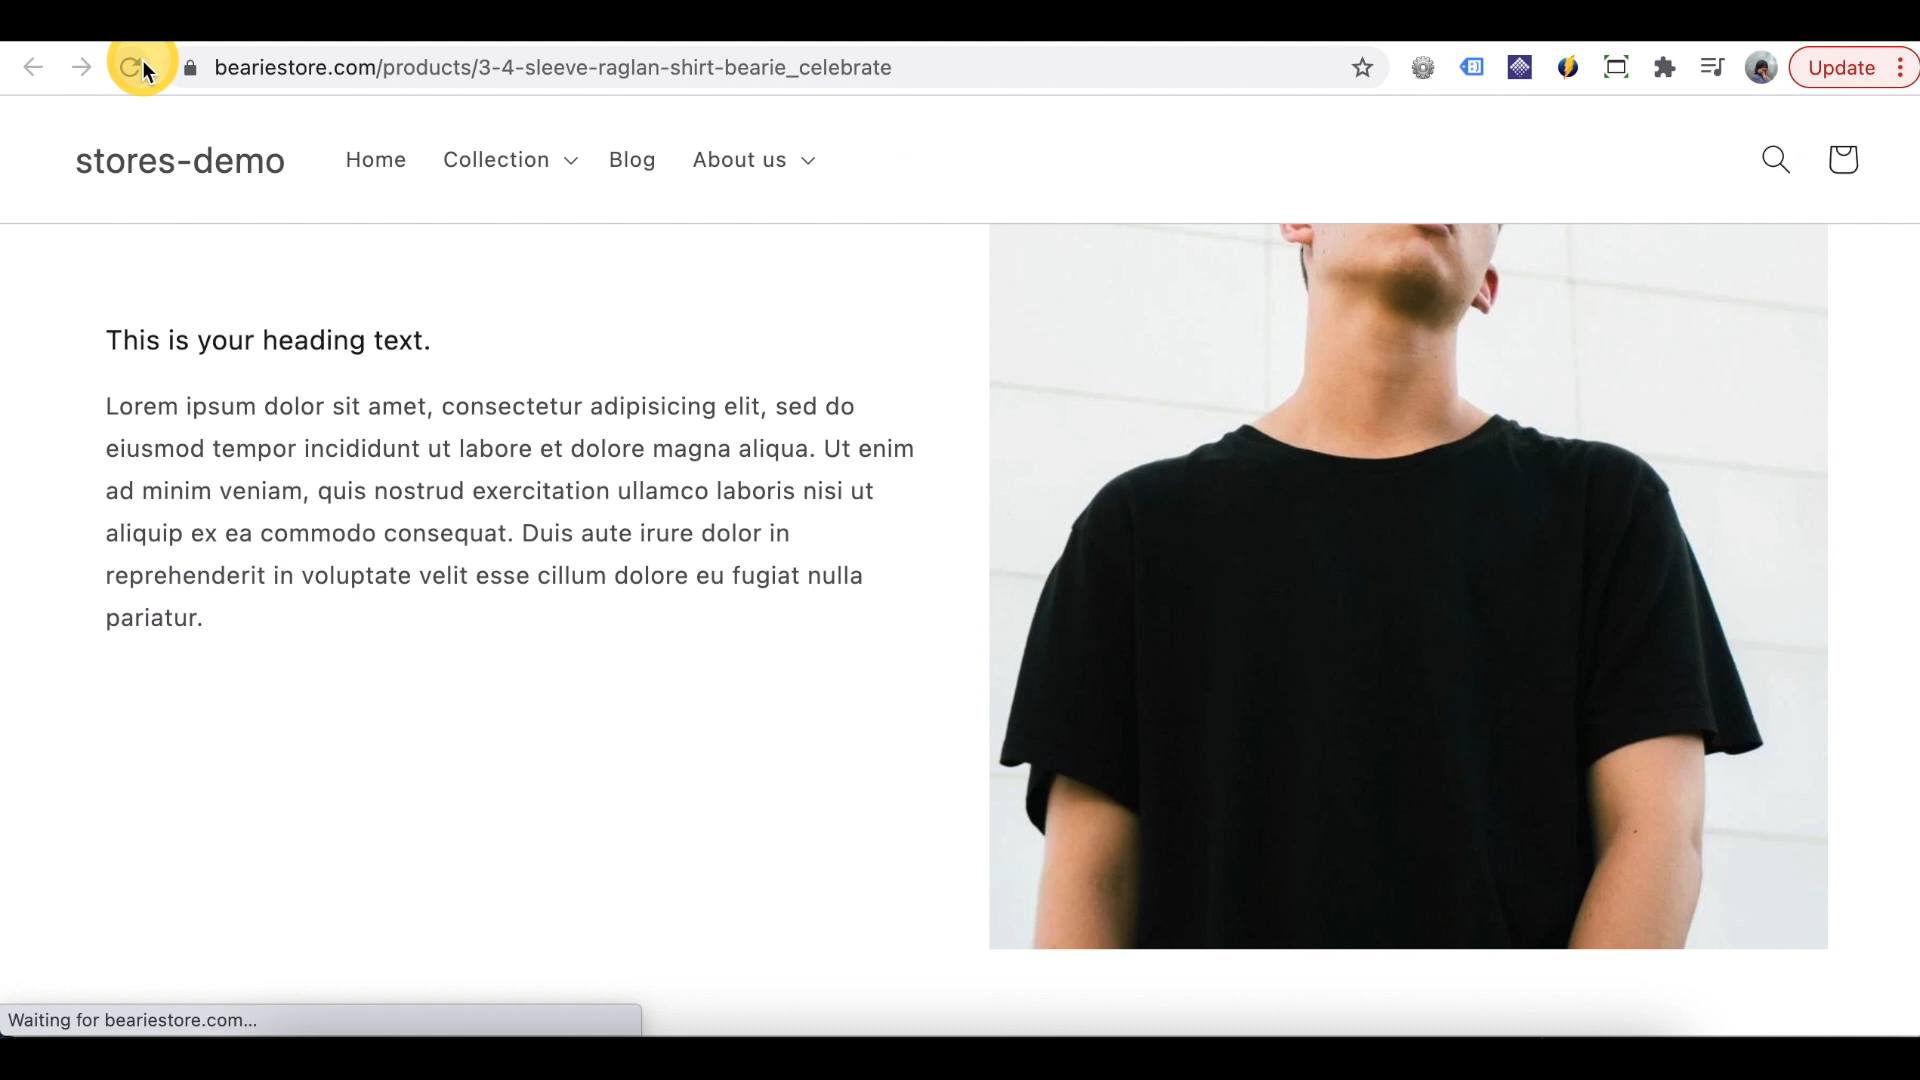 beariestore.com/products/3-4-sleeve-raglan-shirt-bearie_celebrate
Update
stores-demo Home Collection Blog About us
This is your heading text.
Lorem ipsum dolor sit amet, consectetur adipisicing elit, sed do
eiusmod tempor incididunt ut labore et dolore magna aliqua. Ut enim
ad minim veniam, quis nostrud exercitation ullamco laboris nisi ut
aliquip ex ea commodo consequat. Duis aute irure dolor in
reprehenderit in voluptate velit esse cillum dolore eu fugiat nulla
pariatur.
Waiting for beariestore.com...